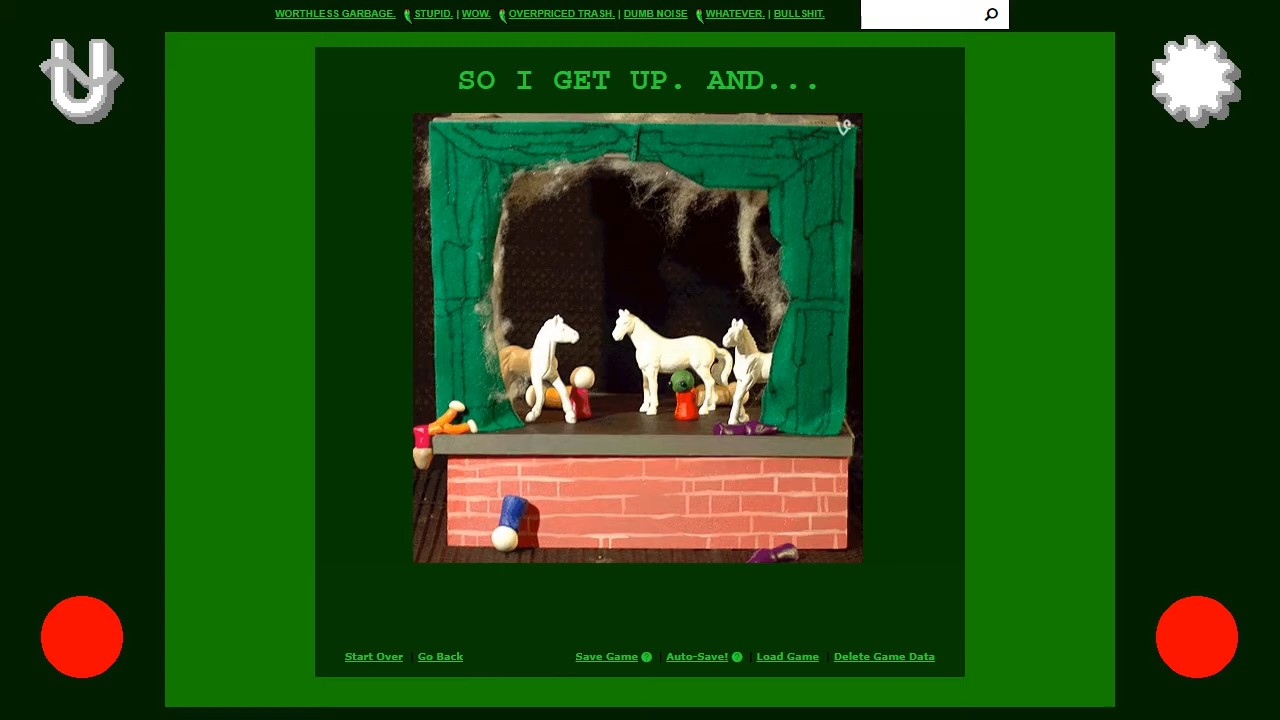 WORTHLESS GARBAGE. STUPID. | WOW. OVERPRICED TRASH. | DUMB NOISE WHATEVER. | BULLSHIT.
SO I GET UP. AND...
Start Over | Go Back Save Game ? | Auto-Save! ? | Load Game | Delete Game Data